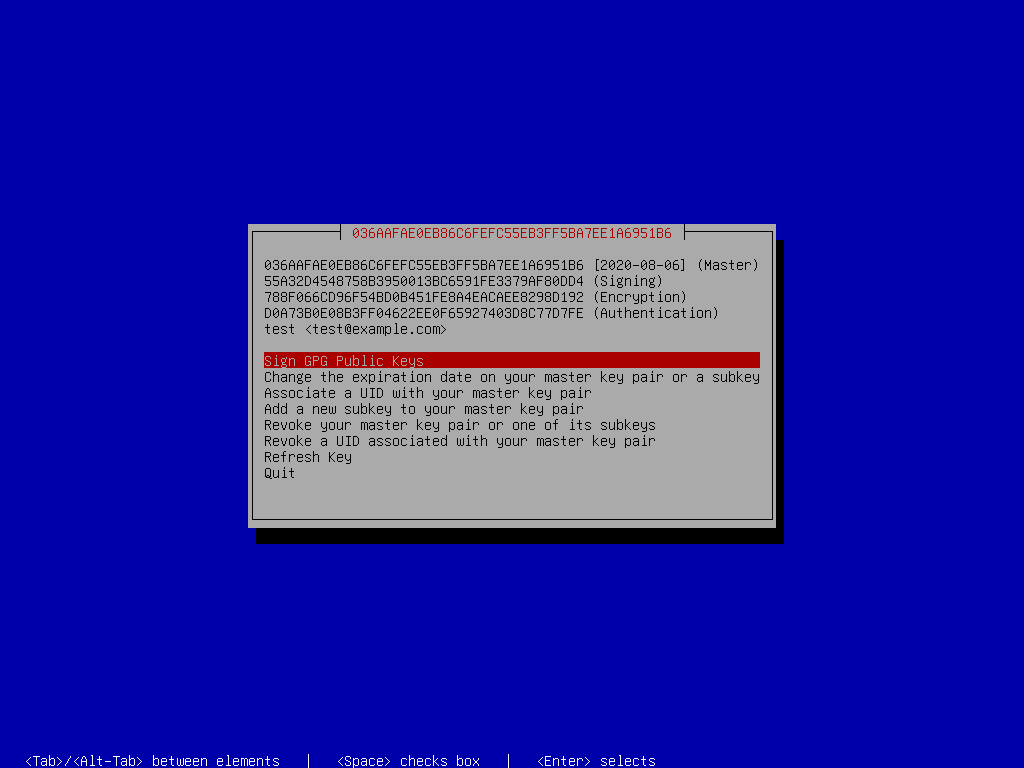 036AAFAE0EB86C6FEFC55EB3FF5BA7EE1A6951B6
036AAFAE0EB86C6FEFC55EB3FF5BA7EE1A6951B6 [2020-08-06] (Master)
55A32D4548758B3950013BC6591FE3379AF80DD4 (Signing)
788F066CD96F54BD0B451FE8A4EACAEE8298D192 (Encryption)
D0A73B0E08B3FF04622EE0F65927403D8C77D7FE (Authentication)
test <test@example.com>
Sign GPG Public Keys
Change the expiration date on your master key pair or a subkey
Associate a UID with your master key pair
Add a new subkey to your master key pair
Revoke your master key pair or one of its subkeys
Revoke a UID associated with your master key pair
Refresh Key
Quit
<Tab>/<Alt-Tab> between elements | <Space> checks box | <Enter> selects